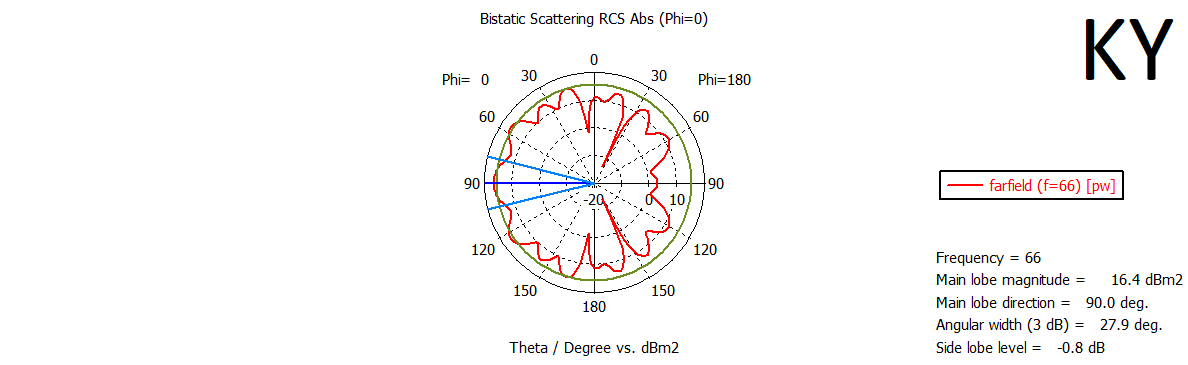 Bistatic Scattering RCS Abs (Phi=0)
KY
0
Phi= 0
30
30
Phi=180
60
60
90
-20
0
10
90
farfield (f=66) [pw]
120
120
150
150
180
Frequency = 66
Main lobe magnitude = 16.4 dBm2
Main lobe direction = 90.0 deg.
Angular width (3 dB) = 27.9 deg.
Side lobe level = -0.8 dB
Theta / Degree vs. dBm2